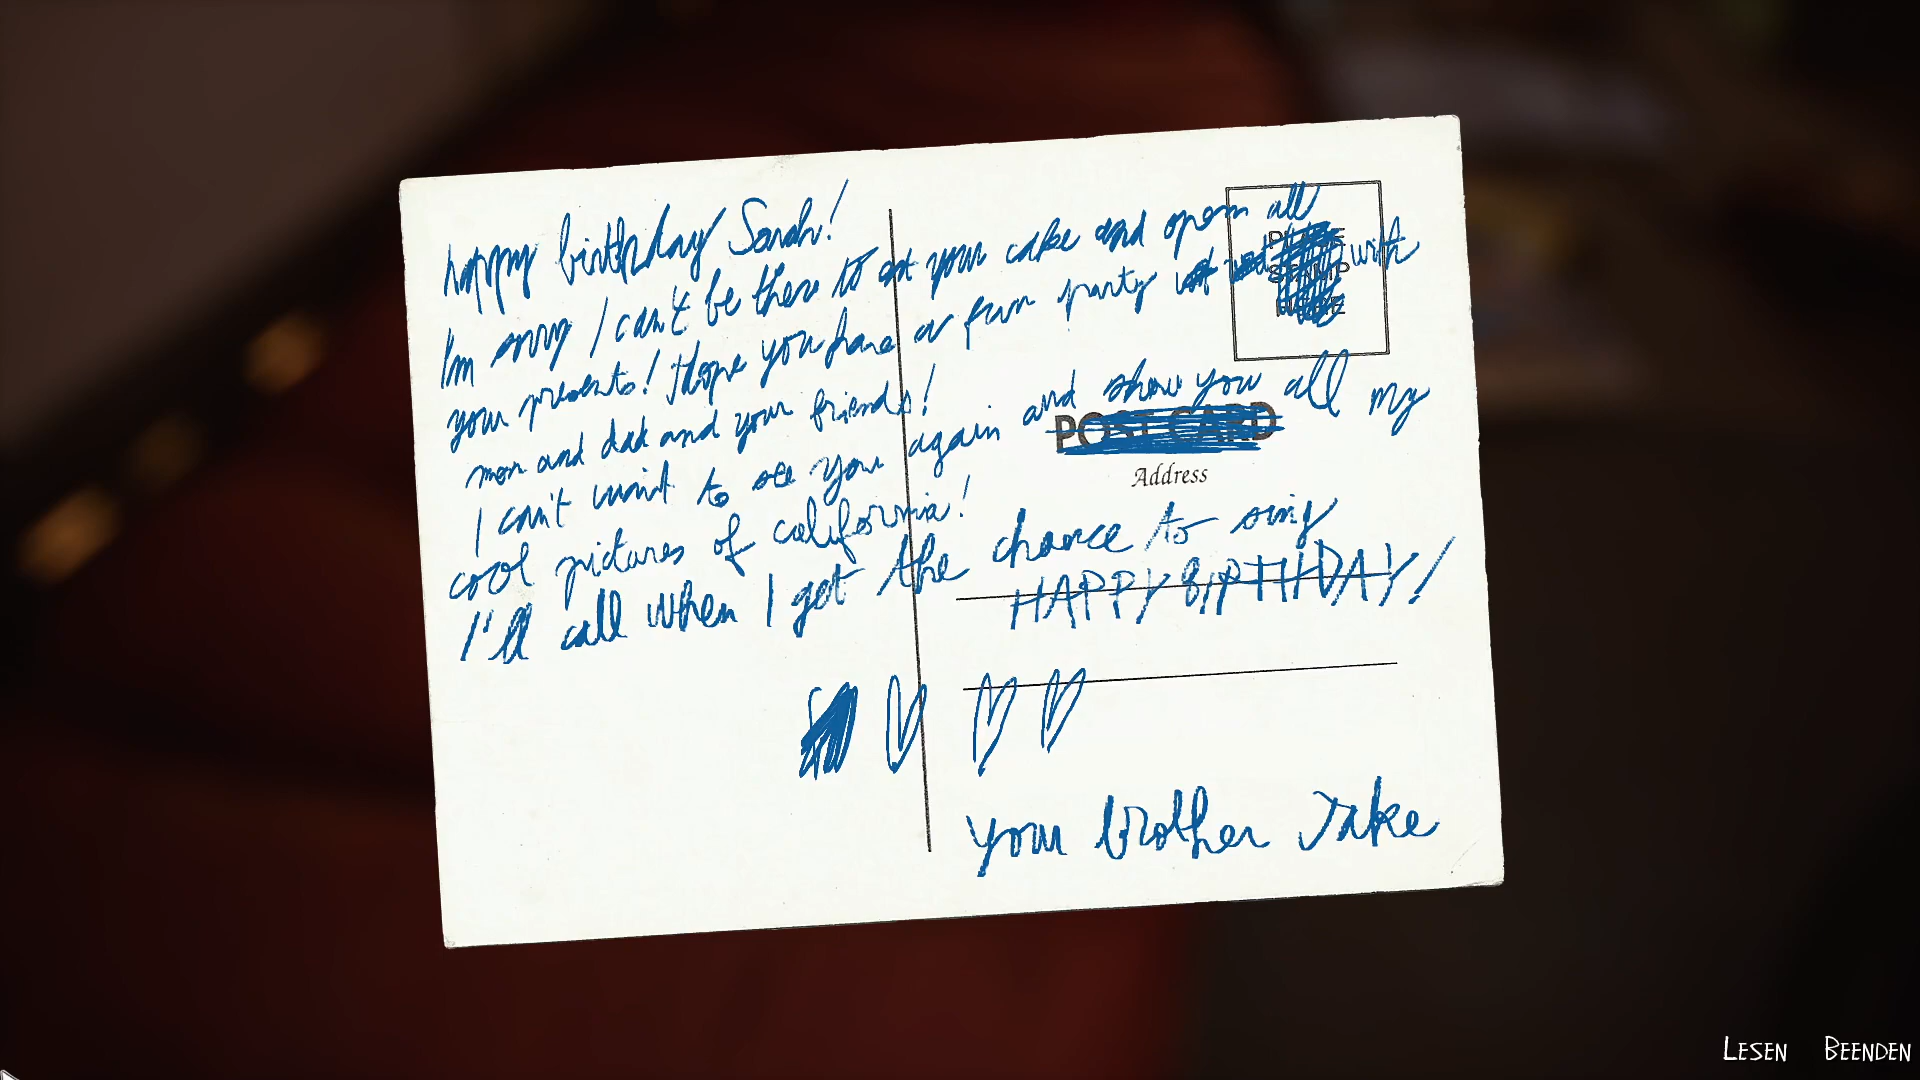 happy birthday Sarah!
I'm sorry I can't be there to eat your cake and open all
your presents! I hope you have a fun party with
mom and dad and your friends!
I can't wait to see you again and show you all my
cool pictures of california!
I'll call when I get the chance to sing
HAPPY BIRTHDAY!
your brother Jake
PLACE
STAMP
HERE
POST CARD
Address
LESEN BEENDEN